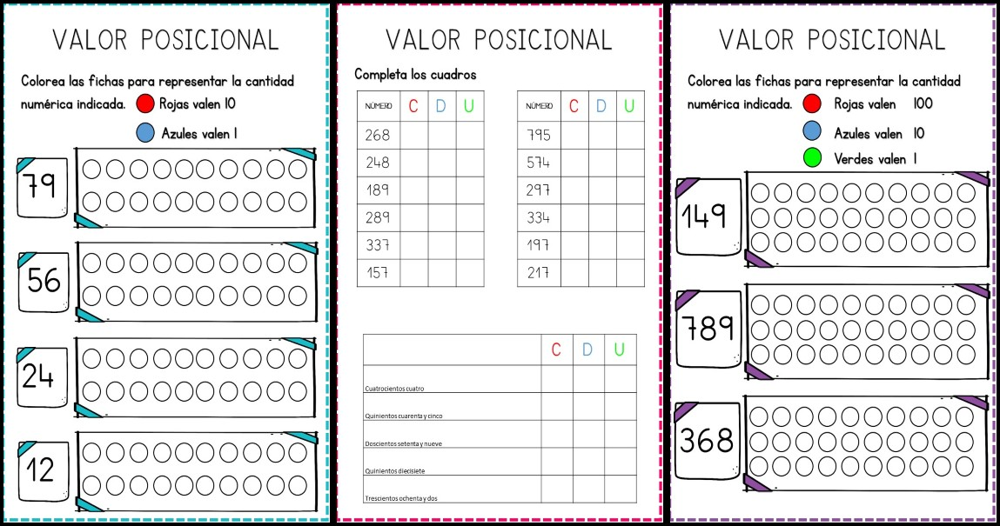 VALOR POSICIONAL
Colorea las fichas para representar la cantidad
numérica indicada. Rojas valen 10
Azules valen 1
79
56
24
12
VALOR POSICIONAL
Completa los cuadros
NÚMERO C D U
268
248
189
289
337
157
NÚMERO C D U
795
574
297
334
197
217
C D U
Cuatrocientos cuatro
Quinientos cuarenta y cinco
Doscientos setenta y nueve
Quinientos diecisiete
Trescientos ochenta y dos
VALOR POSICIONAL
Colorea las fichas para representar la cantidad
numérica indicada. Rojas valen 100
Azules valen 10
Verdes valen 1
149
789
368